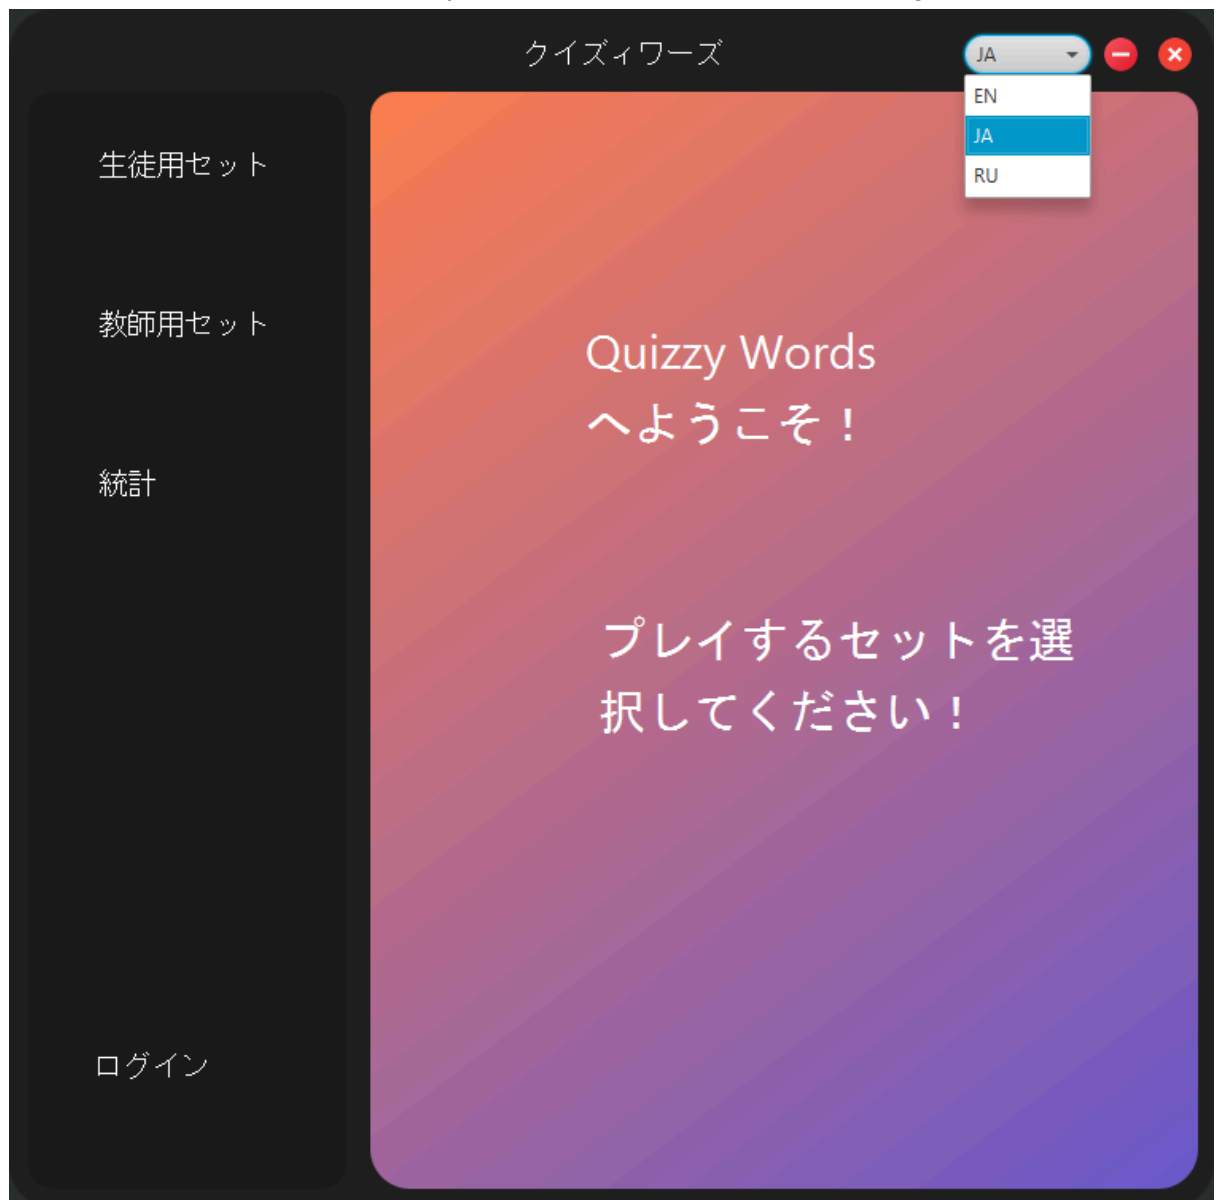 クイズィワーズ
JA
EN
JA
RU
生徒用セット
教師用セット
統計
ログイン
Quizzy Words
へようこそ！
プレイするセットを選
択してください！